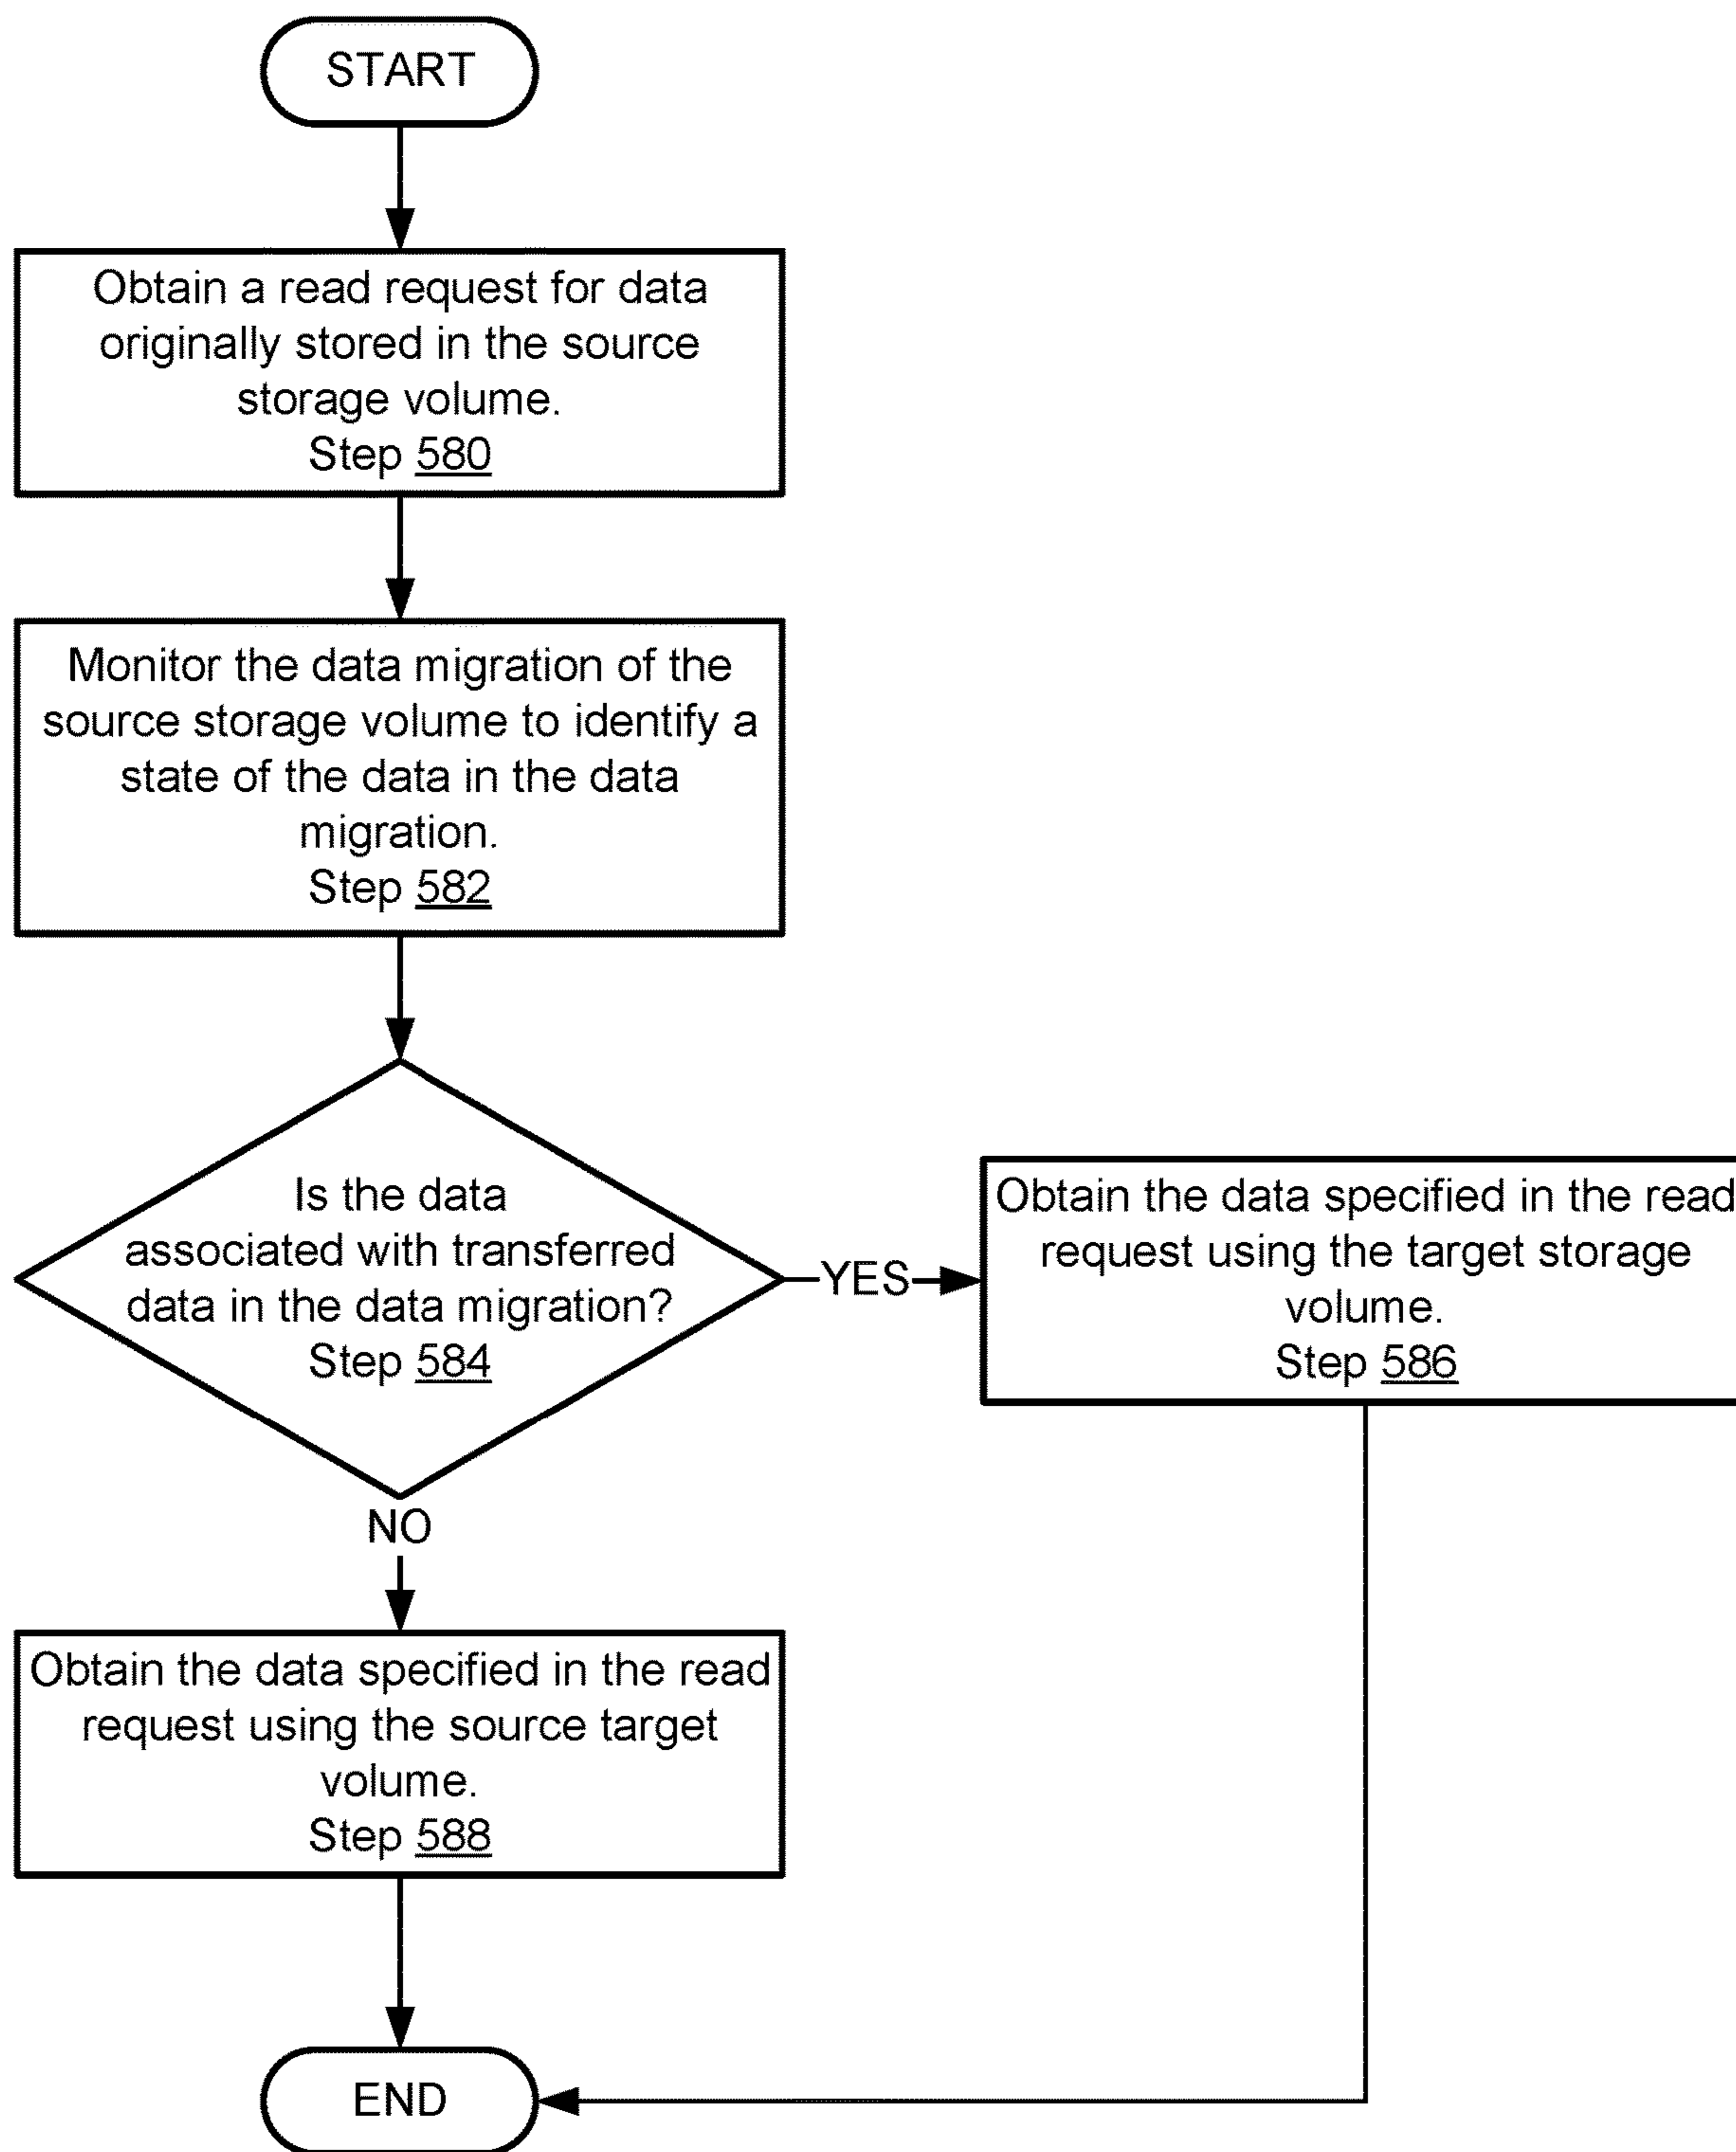 START
Obtain a read request for data
originally stored in the source
storage volume.
Step 580
Monitor the data migration of the
source storage volume to identify a
state of the data in the data
migration.
Step 582
Is the data
associated with transferred
data in the data migration?
Step 584
YES
Obtain the data specified in the read
request using the target storage
volume.
Step 586
NO
Obtain the data specified in the read
request using the source target
volume.
Step 588
END